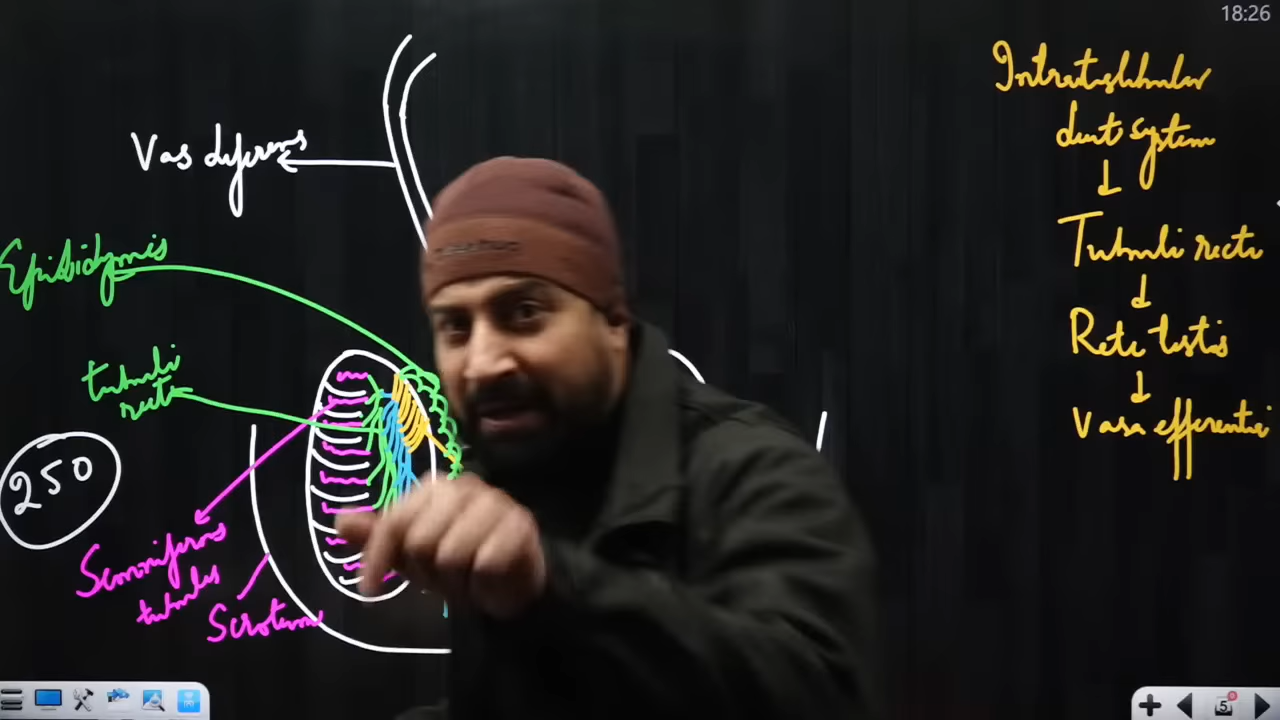 18:26
Vas deferens
Epididymis
tubuli
recti
250
Seminiferous
tubules
Scrotum
Intratesticular
duct system
↓
Tubuli recti
↓
Rete testis
↓
Vasa efferentia
5